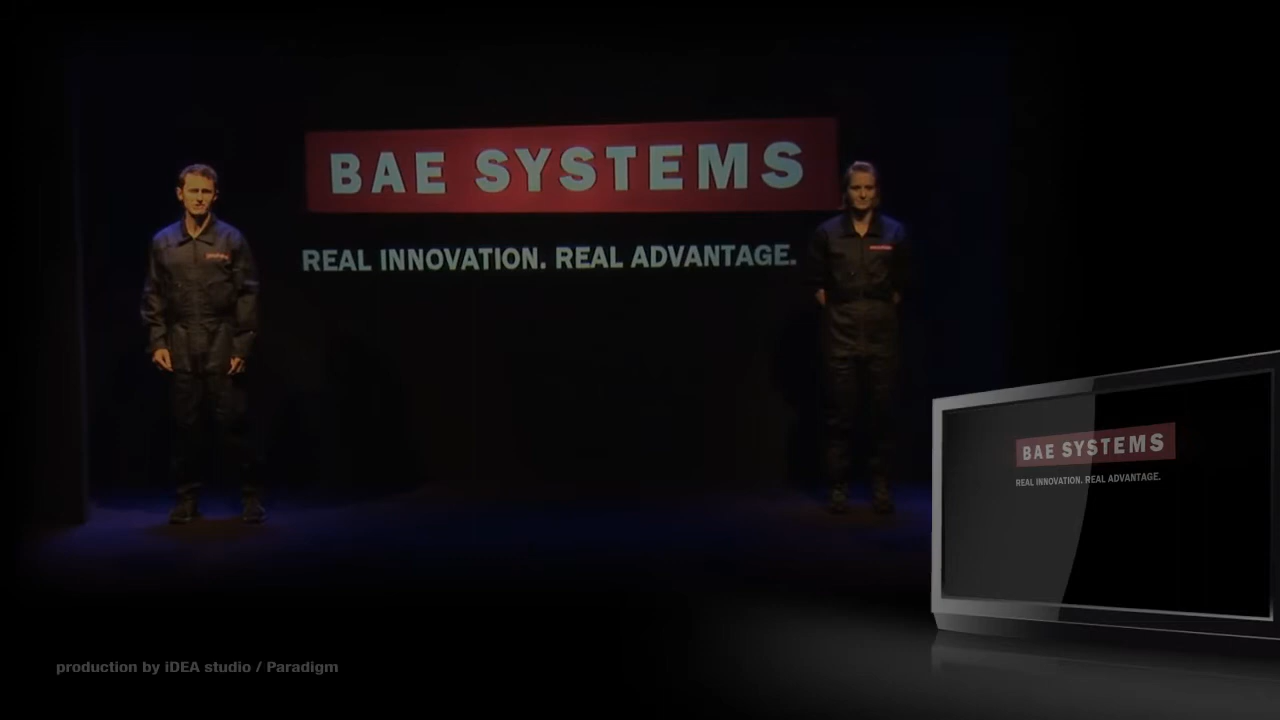 BAE SYSTEMS
REAL INNOVATION. REAL ADVANTAGE.
BAE SYSTEMS
REAL INNOVATION. REAL ADVANTAGE.
production by iDEA studio / Paradigm